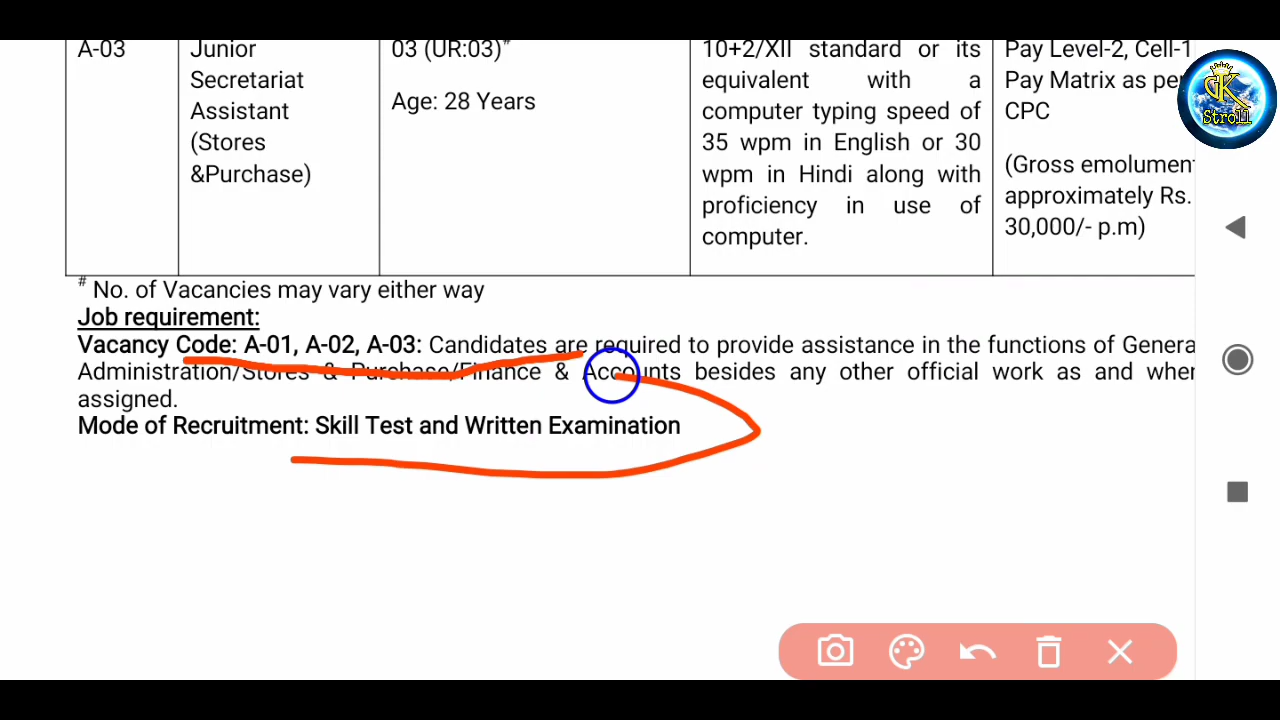 A-03 Junior 03 (UR:03)# 10+2/XII standard or its Pay Level-2, Cell-1
Secretariat equivalent with a Pay Matrix as per
Assistant Age: 28 Years computer typing speed of CPC
(Stores 35 wpm in English or 30
&Purchase) wpm in Hindi along with (Gross emolument
proficiency in use of approximately Rs.
computer. 30,000/- p.m)
GK
Stroll
# No. of Vacancies may vary either way
Job requirement:
Vacancy Code: A-01, A-02, A-03: Candidates are required to provide assistance in the functions of Genera
Administration/Stores & Purchase/Finance & Accounts besides any other official work as and wher
assigned.
Mode of Recruitment: Skill Test and Written Examination